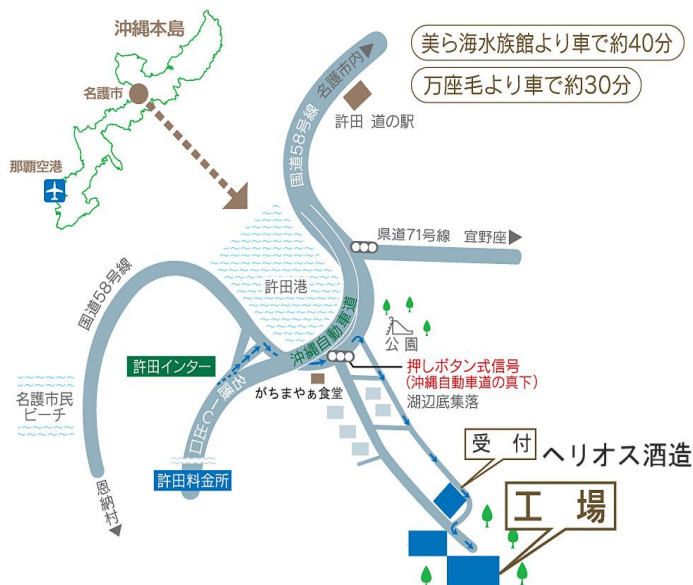 沖縄本島
名護市
那覇空港
美ら海水族館より車で約40分
万座毛より車で約30分
名護市内
国道58号線
許田 道の駅
県道71号線 宜野座
許田港
国道58号線
沖縄自動車道
公園
許田インター
名護IC出口
押しボタン式信号
(沖縄自動車道の真下)
がちまやぁ食堂
湖辺底集落
名護市民
ビーチ
許田料金所
恩納村
受 付
ヘリオス酒造
工 場